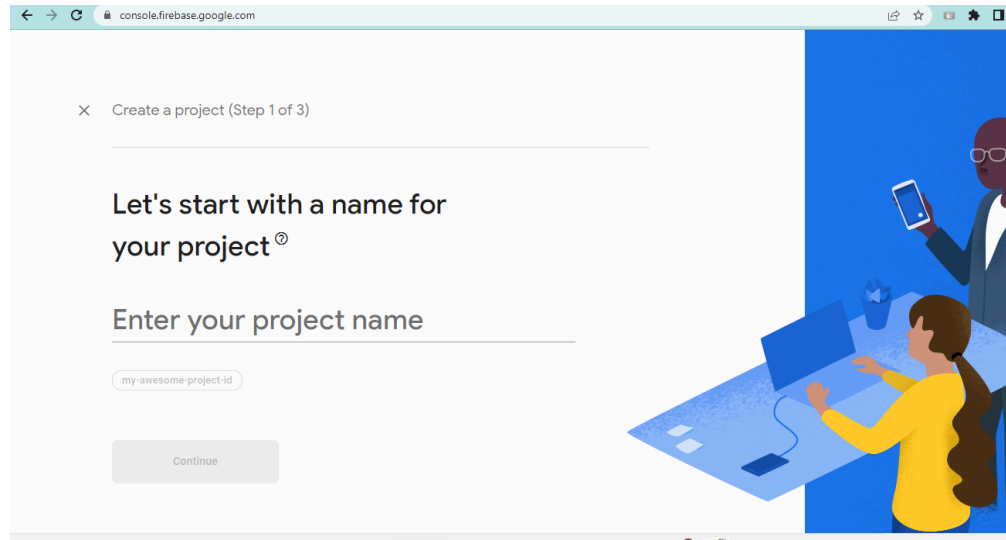 console.firebase.google.com
Create a project (Step 1 of 3)
Let's start with a name for
your project
Enter your project name
my-awesome-project-id
Continue